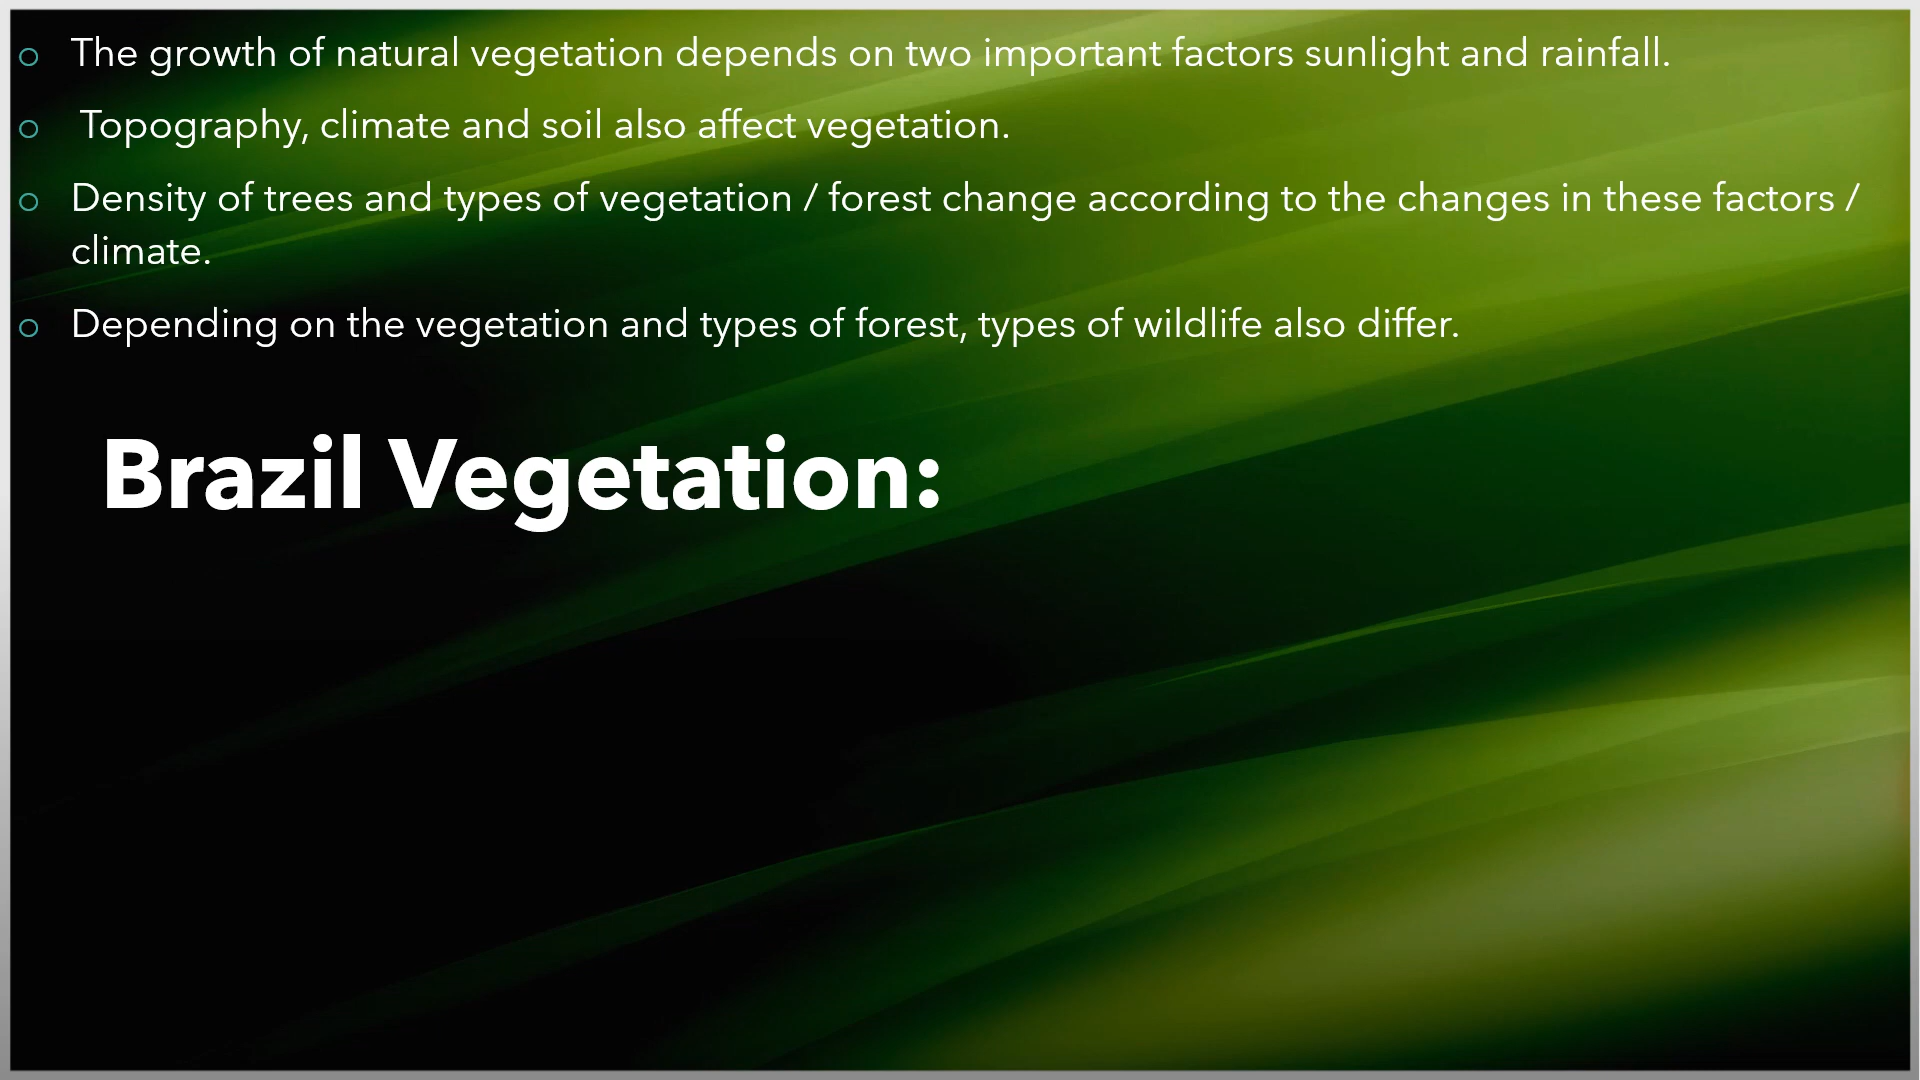 The growth of natural vegetation depends on two important factors sunlight and rainfall.
Topography, climate and soil also affect vegetation.
Density of trees and types of vegetation / forest change according to the changes in these factors /
climate.
Depending on the vegetation and types of forest, types of wildlife also differ.
Brazil Vegetation: